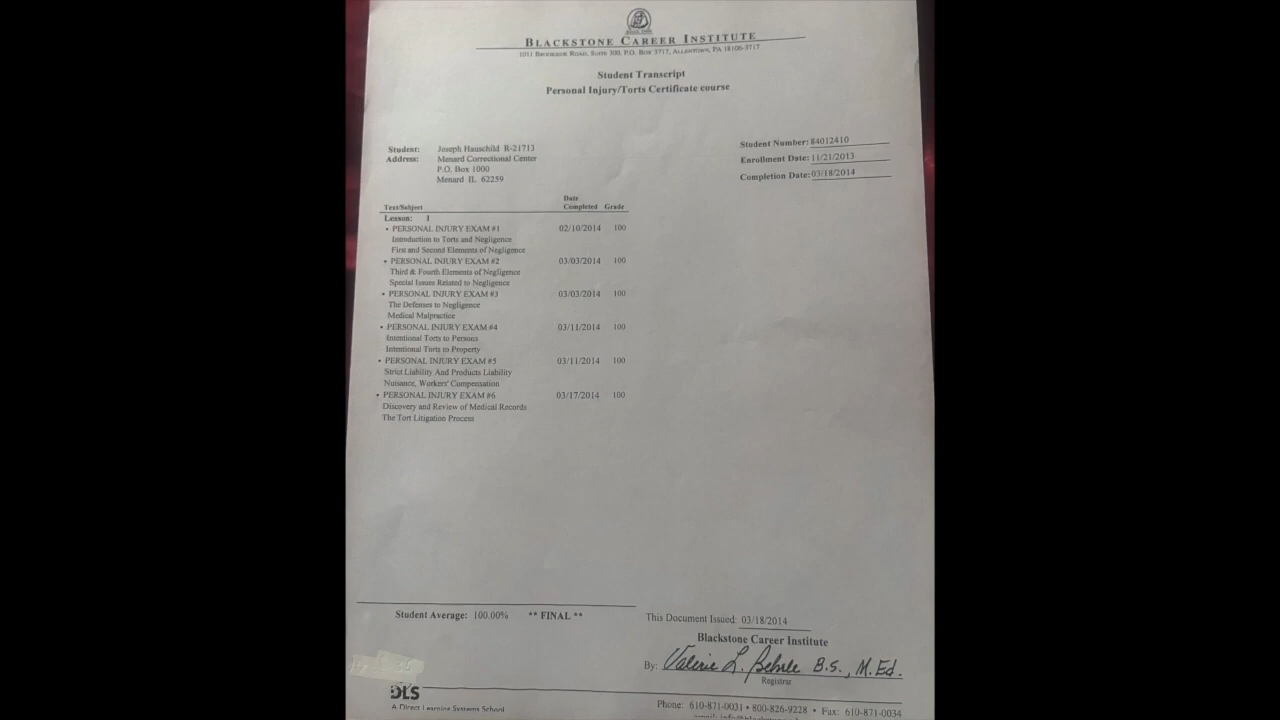 BLACKSTONE CAREER INSTITUTE
1011 BROOKSIDE ROAD, SUITE 300, P.O. BOX 3717, ALLENTOWN, PA 18106-3717
Student Transcript
Personal Injury/Torts Certificate course
Student: Joseph Hauschild R-21713
Address: Menard Correctional Center
P.O. Box 1000
Menard IL 62259
Student Number: 84012410
Enrollment Date: 11/21/2013
Completion Date: 03/18/2014
Date
Text/Subject Completed Grade
Lesson: 1
• PERSONAL INJURY EXAM #1 02/10/2014 100
Introduction to Torts and Negligence
First and Second Elements of Negligence
• PERSONAL INJURY EXAM #2 03/03/2014 100
Third & Fourth Elements of Negligence
Special Issues Related to Negligence
• PERSONAL INJURY EXAM #3 03/03/2014 100
The Defenses to Negligence
Medical Malpractice
• PERSONAL INJURY EXAM #4 03/11/2014 100
Intentional Torts to Persons
Intentional Torts to Property
• PERSONAL INJURY EXAM #5 03/11/2014 100
Strict Liability And Products Liability
Nuisance, Workers' Compensation
• PERSONAL INJURY EXAM #6 03/17/2014 100
Discovery and Review of Medical Records
The Tort Litigation Process
Student Average: 100.00% ** FINAL **
This Document Issued: 03/18/2014
Blackstone Career Institute
By: Valerie L. Behrle B.S., M.Ed.
Registrar
DLS
A Direct Learning Systems School
Phone: 610-871-0031 • 800-826-9228 • Fax: 610-871-0034